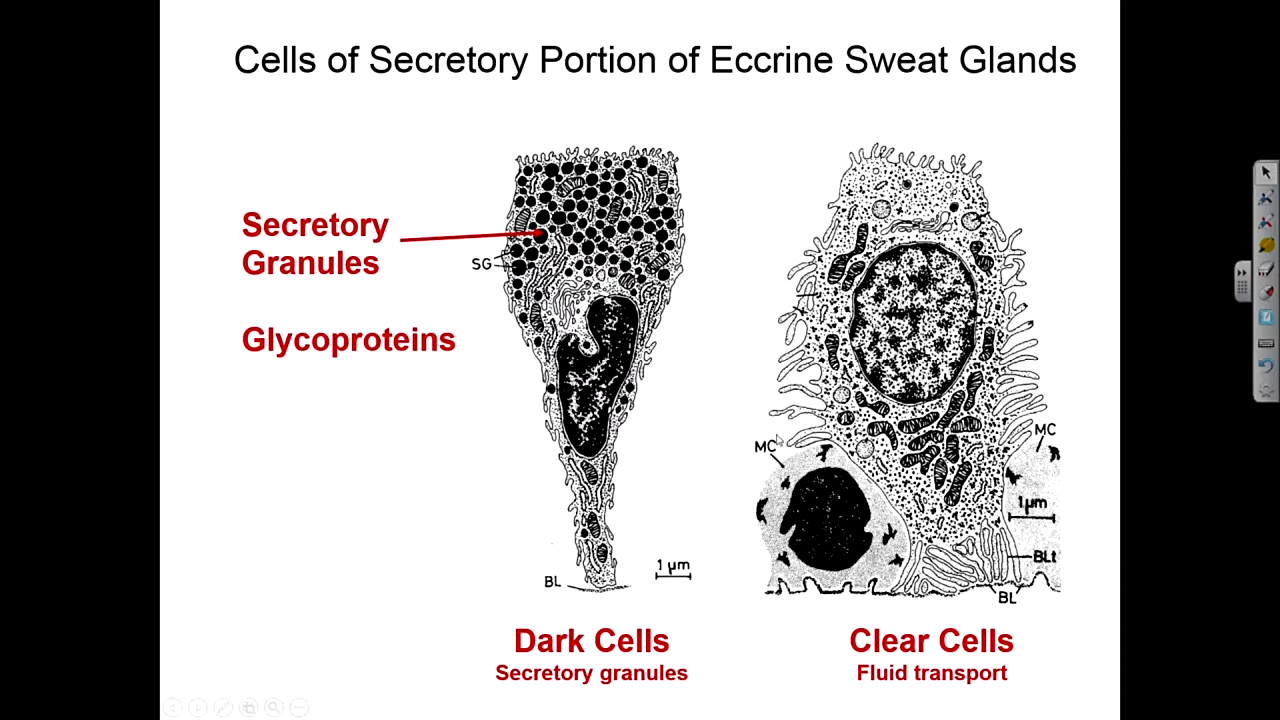 Cells of Secretory Portion of Eccrine Sweat Glands
Secretory
Granules
SG
Glycoproteins
MC
MC
1µm
BLt
1 µm
BL
BL
Dark Cells
Clear Cells
Secretory granules
Fluid transport